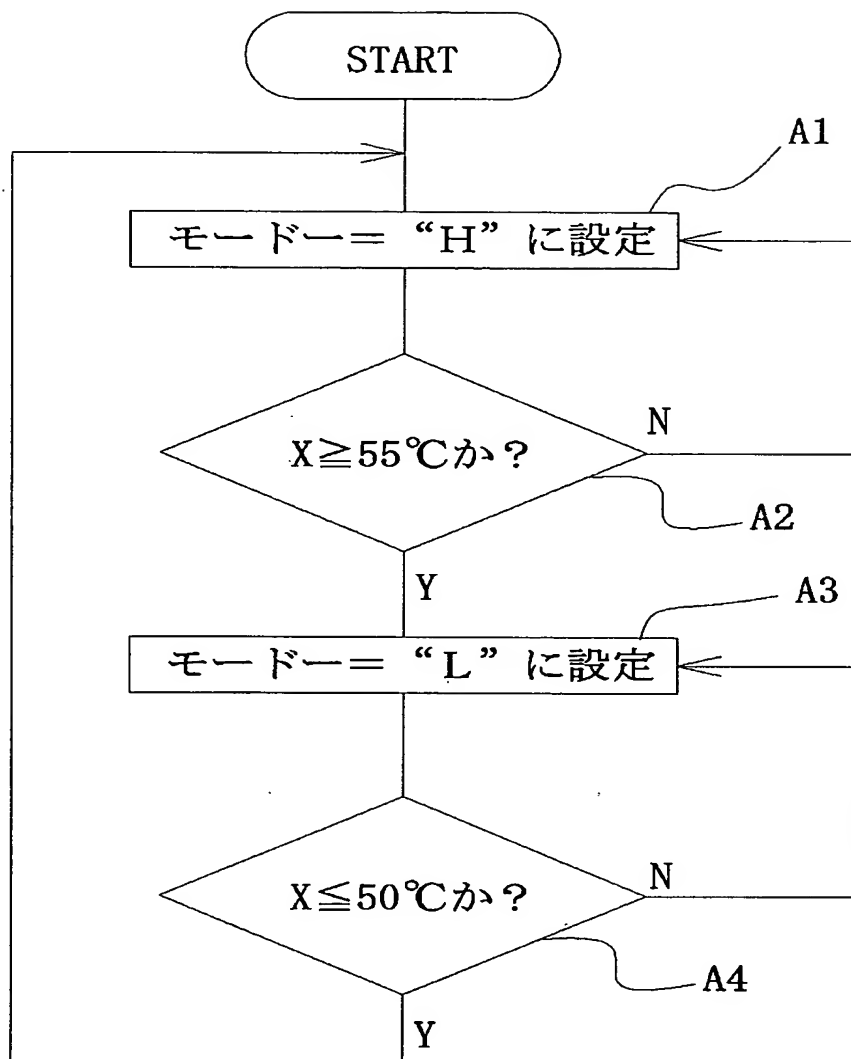 START
A1
モードー= “H” に設定
N
X≧55℃か?
A2
Y
A3
モードー= “L” に設定
N
X≦50℃か?
A4
Y